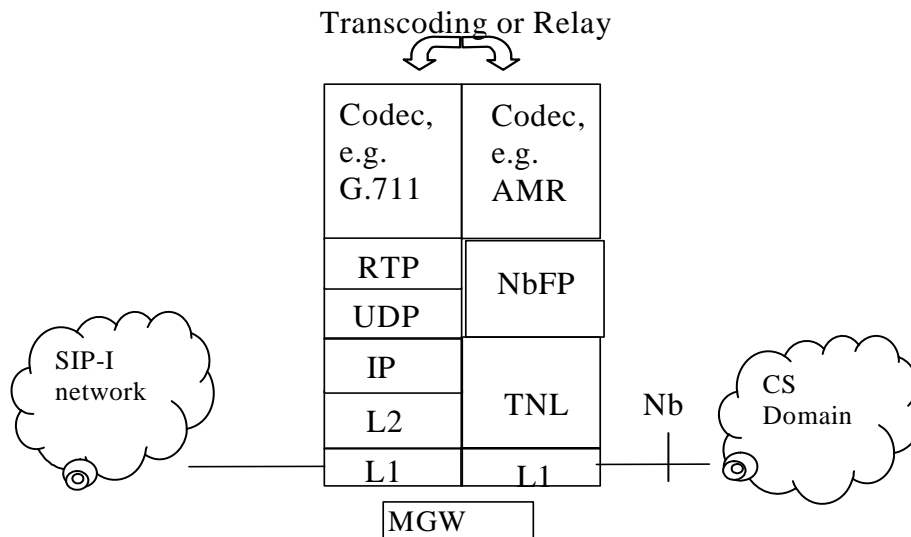 Transcoding or Relay
Codec,
e.g.
G.711
Codec,
e.g.
AMR
RTP
UDP
NbFP
IP
L2
TNL
L1
L1
SIP-I
network
Nb
CS
Domain
MGW